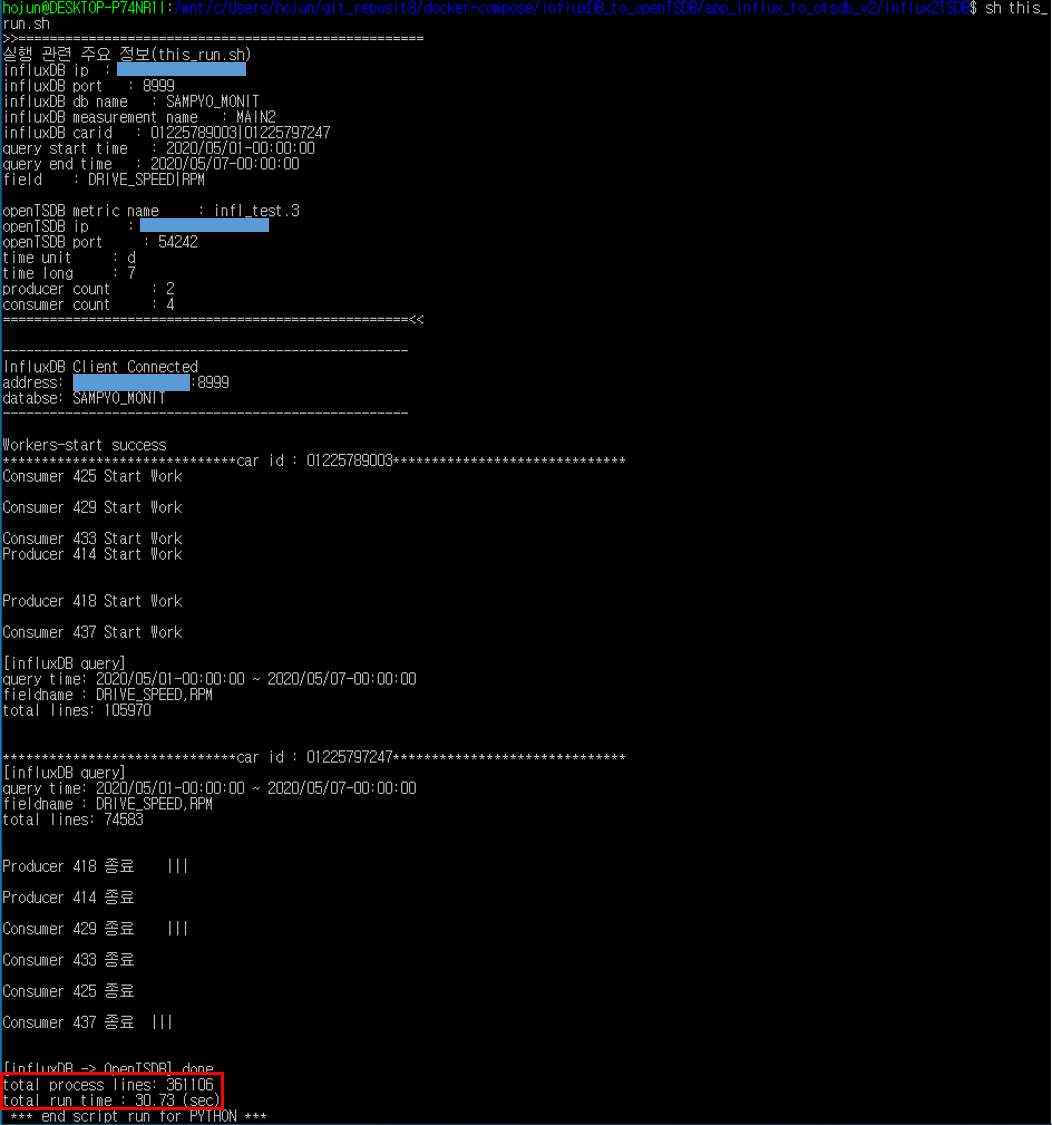 hojun@DESKTOP-P74NR1I:/mnt/c/Users/hojun/git_reposit8/docker-compose/influxDB_to_openTSDB/app_influx_to_otsdb_v2/Influx2TSDB$ sh this_
run.sh
>>====================================================
실행 관련 주요 정보(this_run.sh)
influxDB ip  :
influxDB port   : 8999
influxDB db name   : SAMPYO_MONIT
influxDB measurement name   : MAIN2
influxDB carid   : 01225789003|01225797247
query start time   : 2020/05/01-00:00:00
query end time   : 2020/05/07-00:00:00
field    : DRIVE_SPEED|RPM
openTSDB metric name     : infl_test.3
openTSDB ip     :
openTSDB port     : 54242
time unit    : d
time long    : 7
producer count     : 2
consumer count     : 4
====================================================<<
----------------------------------------------------
InfluxDB Client Connected
address:                :8999
databse: SAMPYO_MONIT
----------------------------------------------------
Workers-start success
******************************car id : 01225789003******************************
Consumer 425 Start Work
Consumer 429 Start Work
Consumer 433 Start Work
Producer 414 Start Work
Producer 418 Start Work
Consumer 437 Start Work
[influxDB query]
query time: 2020/05/01-00:00:00 ~ 2020/05/07-00:00:00
fieldname : DRIVE_SPEED,RPM
total lines: 105970
******************************car id : 01225797247******************************
[influxDB query]
query time: 2020/05/01-00:00:00 ~ 2020/05/07-00:00:00
fieldname : DRIVE_SPEED,RPM
total lines: 74583
Producer 418 종료    |||
Producer 414 종료
Consumer 429 종료    |||
Consumer 433 종료
Consumer 425 종료
Consumer 437 종료  |||
[influxDB -> OpenTSDB] done
total process lines: 361106
total run time : 30.73 (sec)
*** end script run for PYTHON ***